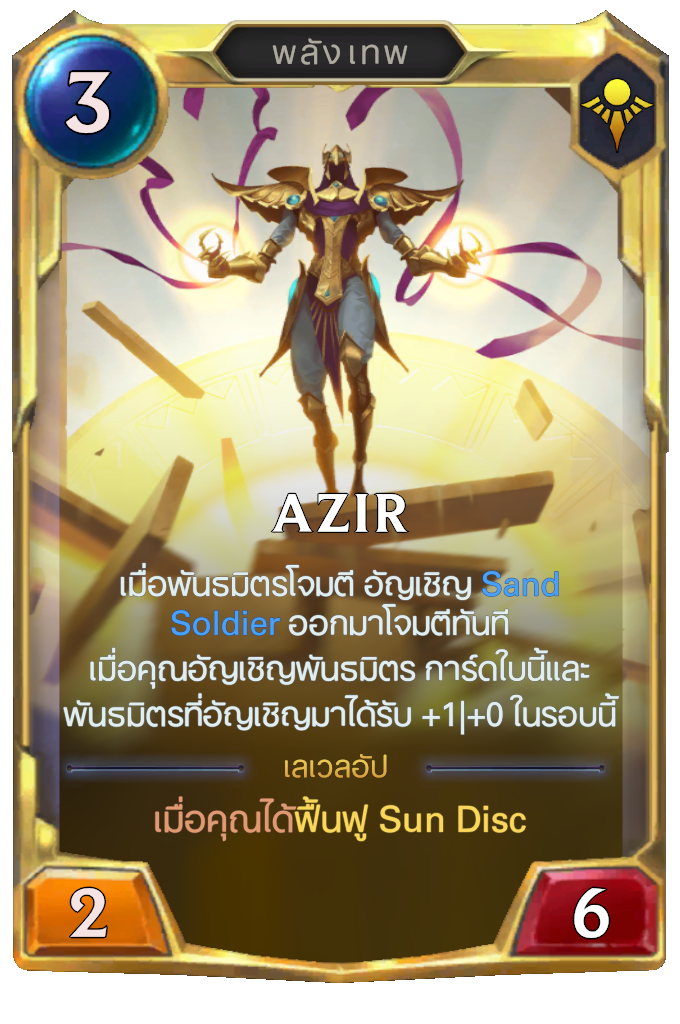 พลังเทพ
3
AZIR
เมื่อพันธมิตรโจมตี อัญเชิญ Sand
Soldier ออกมาโจมตีทันที
เมื่อคุณอัญเชิญพันธมิตร การ์ดใบนี้และ
พันธมิตรที่อัญเชิญมาได้รับ +1|+0 ในรอบนี้
เลเวลอัป
เมื่อคุณได้ฟื้นฟู Sun Disc
2
6